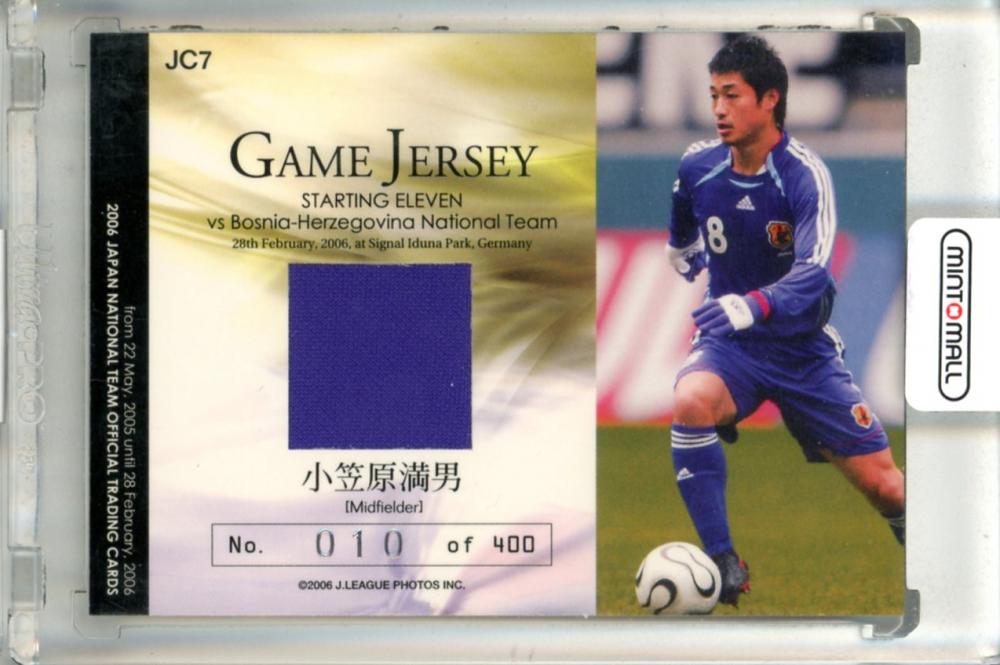 JC7
GAME JERSEY
STARTING ELEVEN
vs Bosnia-Herzegovina National Team
28th February, 2006, at Signal Iduna Park, Germany
小笠原満男
[Midfielder]
No. 010 of 400
©2006 J.LEAGUE PHOTOS INC.
from 22 May, 2005 until 28 February, 2006
2006 JAPAN NATIONAL TEAM OFFICIAL TRADING CARDS
adidas
8
MINTOMALL